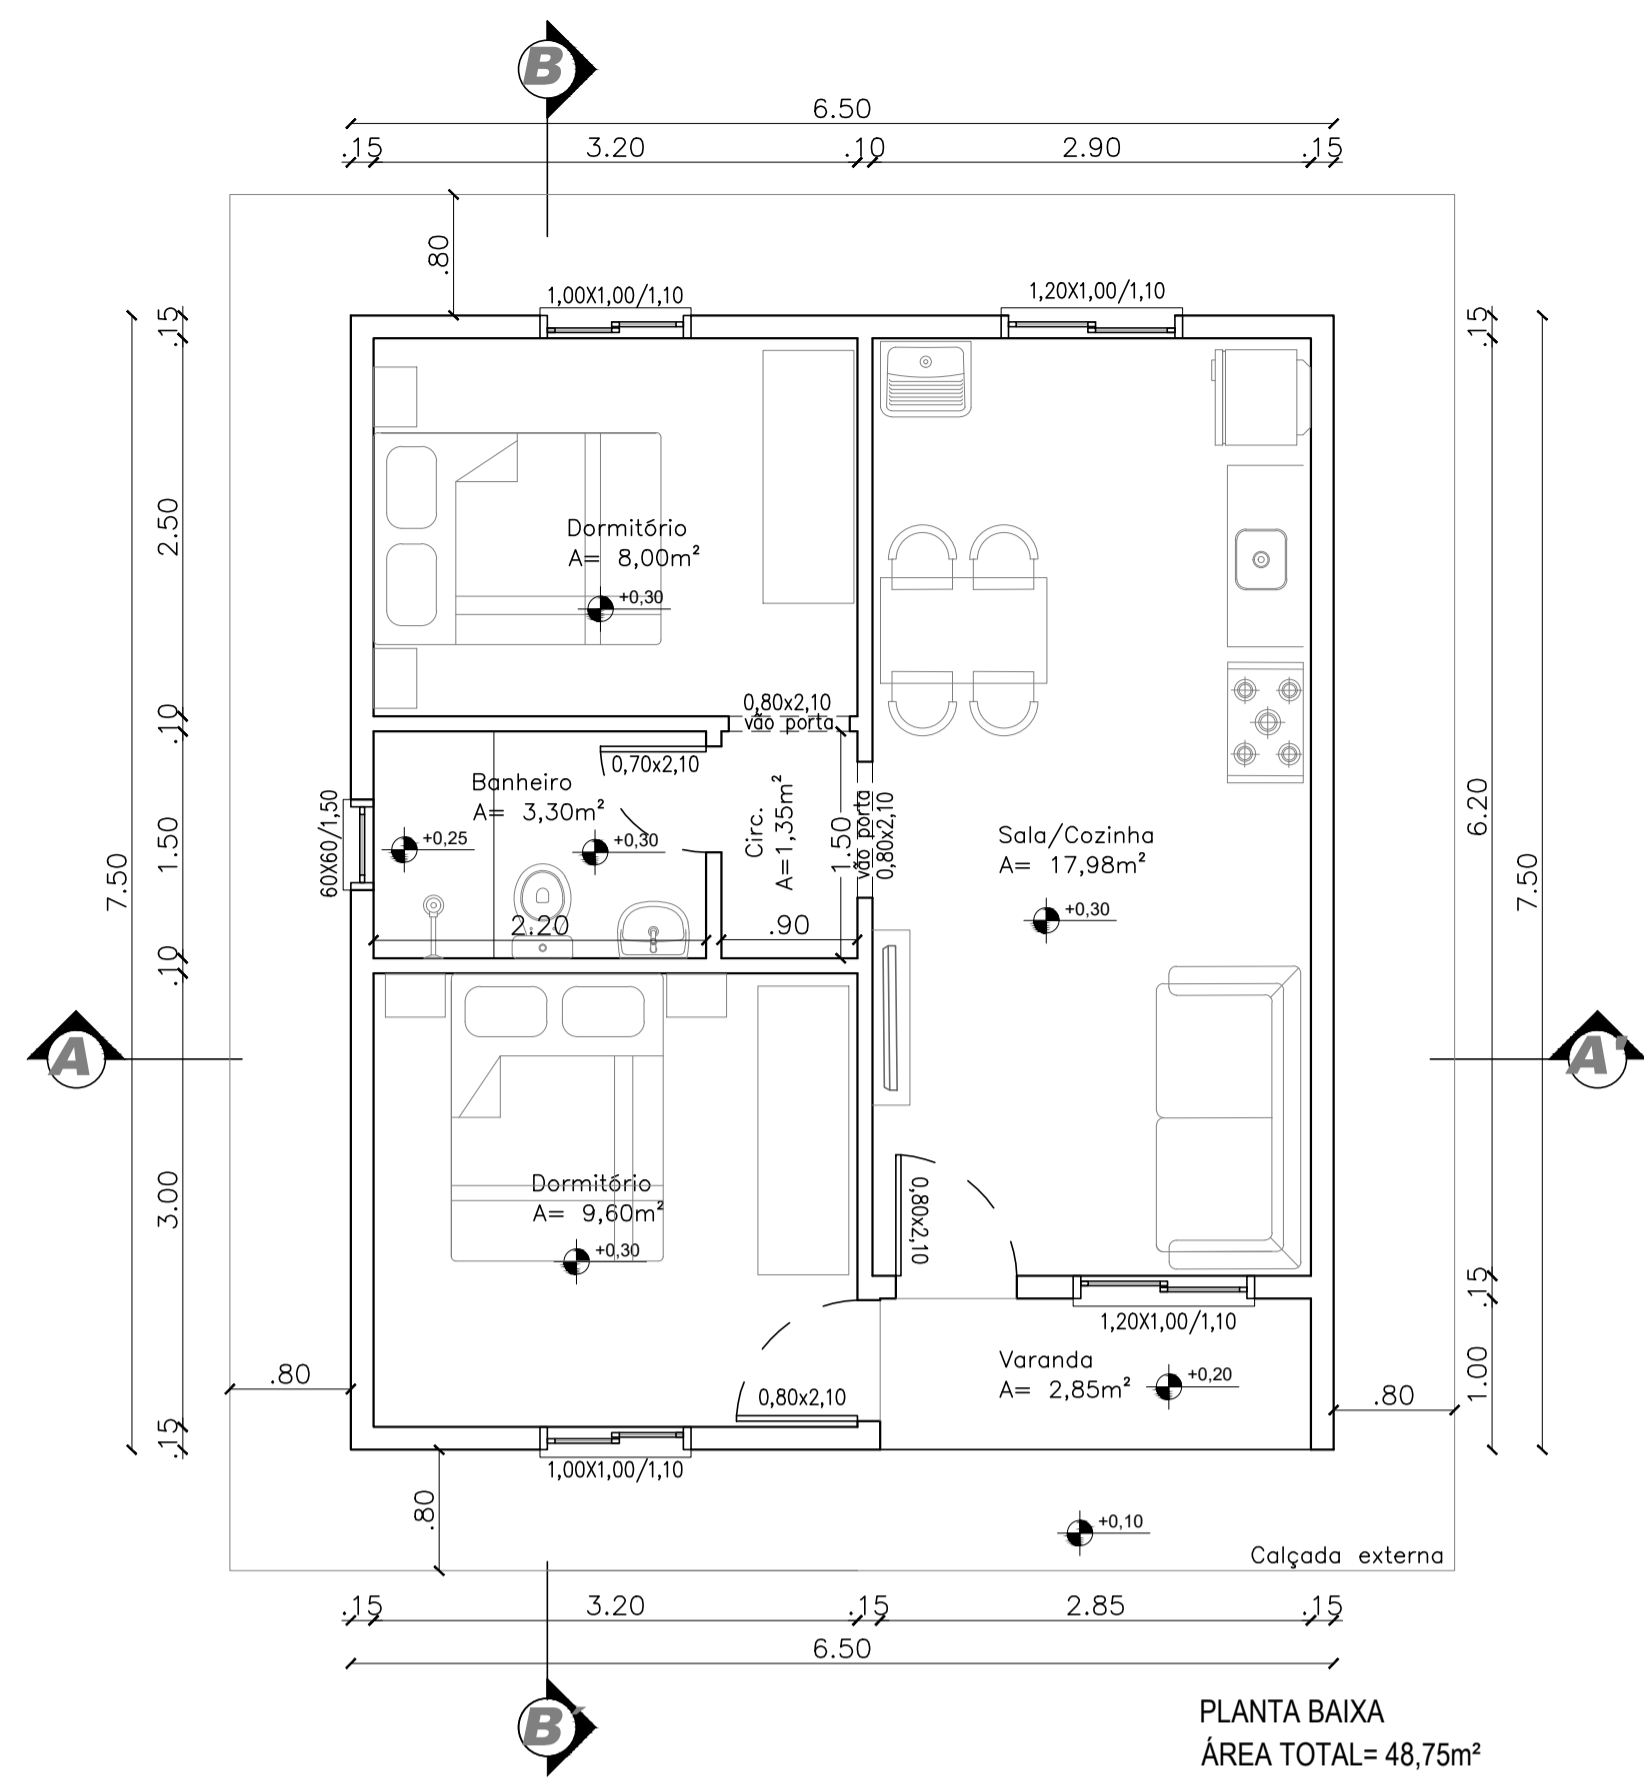 B
6.50
.15 3.20 .10 2.90 .15
.80
1,00X1,00/1,10
1,20X1,00/1,10
.15
.15
2.50
Dormitório
A= 8,00m²
+0,30
.10
0,80x2,10
vão porta
0,70x2,10
Banheiro
A= 3,30m²
+0,25
+0,30
60X60/1,50
1.50
7.50
2.20
Circ.
A=1,35m²
1.50
.90
vão porta
0,80x2,10
Sala/Cozinha
A= 17,98m²
+0,30
6.20
7.50
.10
A
A'
3.00
Dormitório
A= 9,60m²
+0,30
0,80x2,10
.15
1,20X1,00/1,10
Varanda
A= 2,85m²
+0,20
1.00
.80
.80
0,80x2,10
.15
1,00X1,00/1,10
.80
+0,10
Calçada externa
.15 3.20 .15 2.85 .15
6.50
B'
PLANTA BAIXA
ÁREA TOTAL= 48,75m²